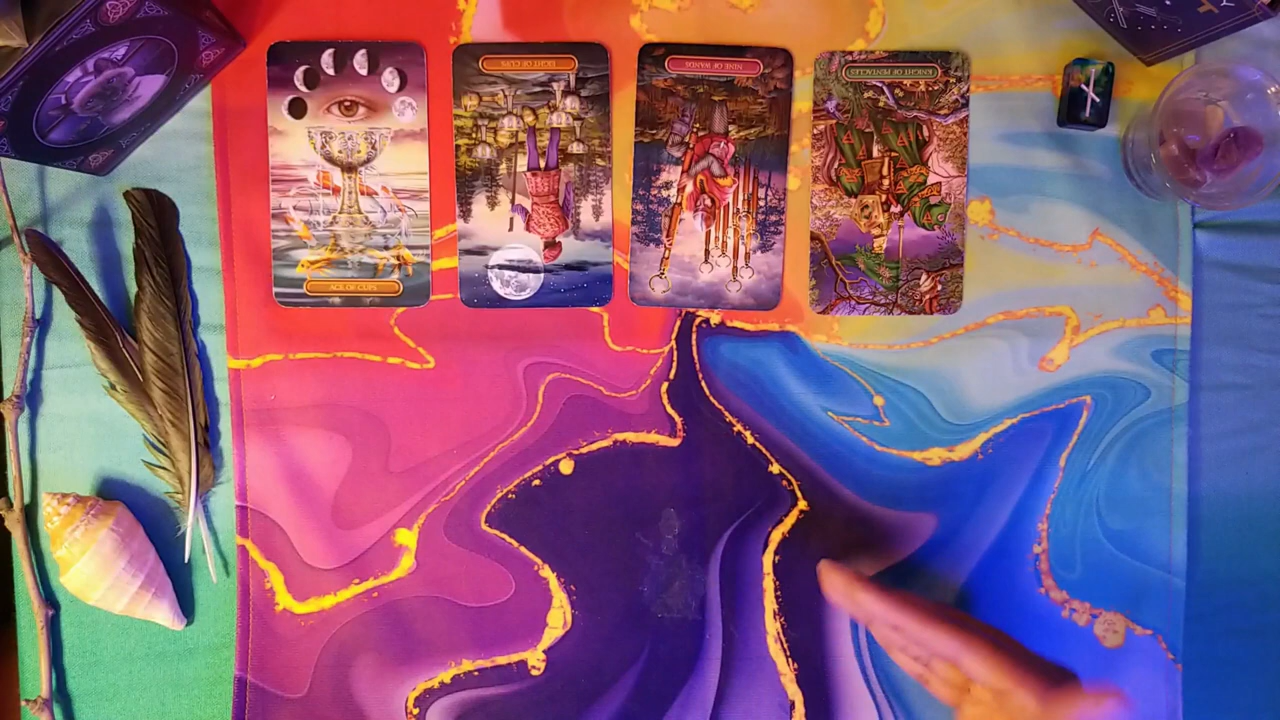 ACE OF CUPS
EIGHT OF CUPS
NINE OF WANDS
KNIGHT OF PENTACLES